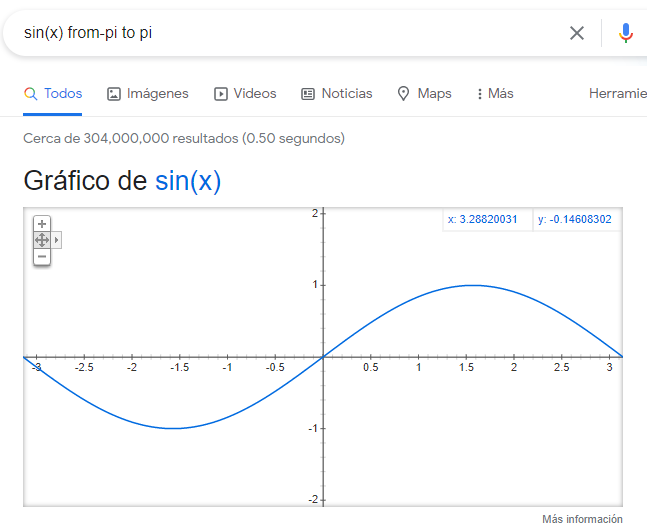 sin(x) from-pi to pi
Todos Imágenes Videos Noticias Maps Más Herramie
Cerca de 304,000,000 resultados (0.50 segundos)
Gráfico de sin(x)
2 x: 3.28820031 y: -0.14608302
1
-3 -2.5 -2 -1.5 -1 -0.5 0 0.5 1 1.5 2 2.5 3
-1
-2
Más información